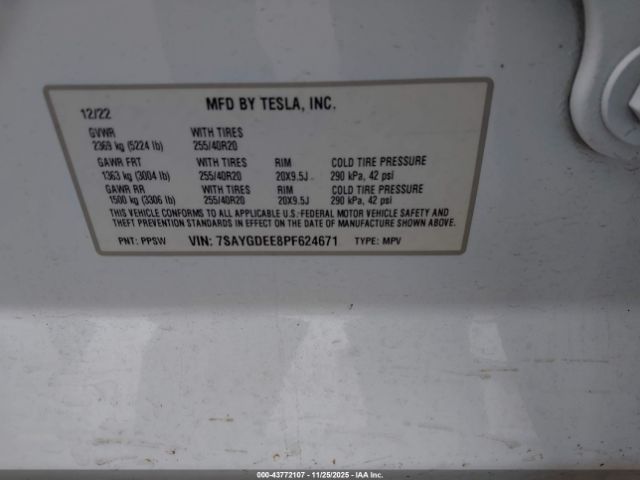 MFD BY TESLA, INC.
12/22
GVWR WITH TIRES
2369 kg (5224 lb) 255/40R20
GAWR FRT WITH TIRES RIM COLD TIRE PRESSURE
1363 kg (3004 lb) 255/40R20 20X9.5J 290 kPa, 42 psi
GAWR RR WITH TIRES RIM COLD TIRE PRESSURE
1500 kg (3306 lb) 255/40R20 20X9.5J 290 kPa, 42 psi
THIS VEHICLE CONFORMS TO ALL APPLICABLE U.S. FEDERAL MOTOR VEHICLE SAFETY AND
THEFT PREVENTION STANDARDS IN EFFECT ON THE DATE OF MANUFACTURE SHOWN ABOVE.
PNT: PPSW VIN: 7SAYGDEE8PF624671 TYPE: MPV
000-43772107 - 11/25/2025 - IAA Inc.